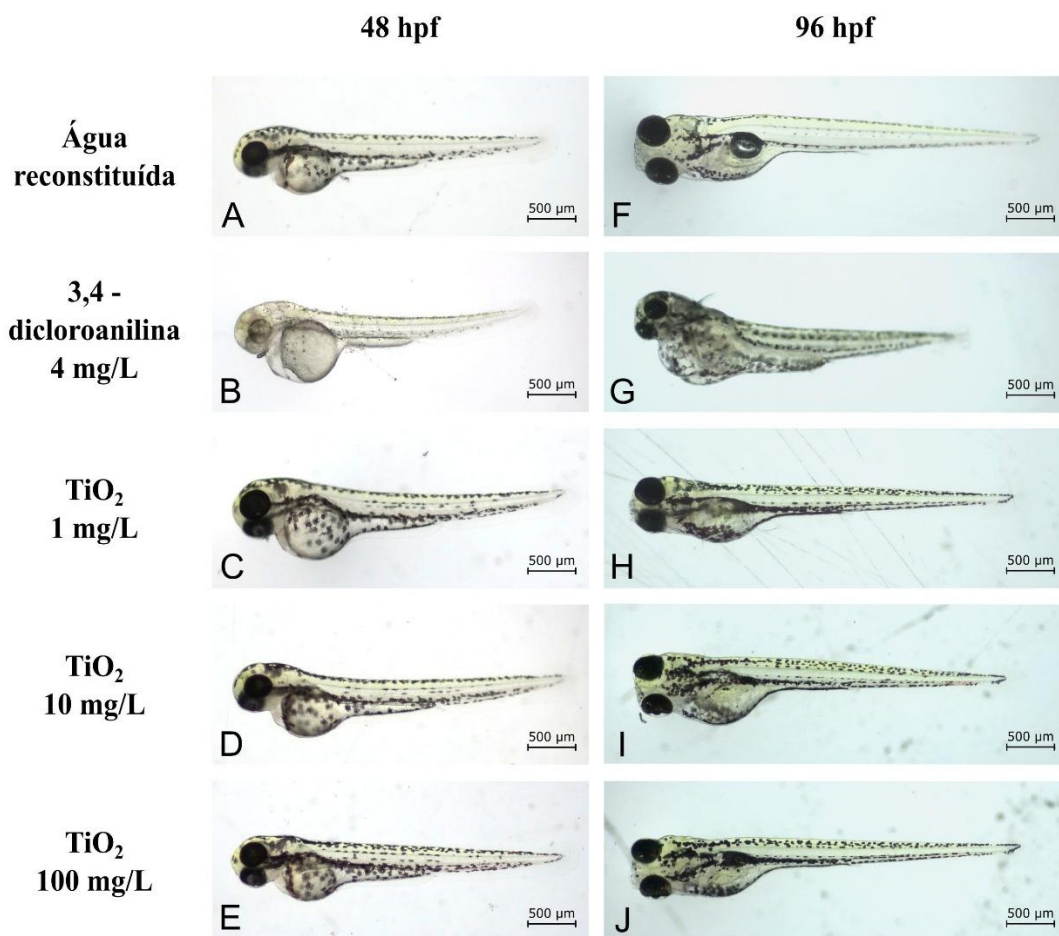 48 hpf
96 hpf
Água
reconstituída
A
500 µm
F
500 µm
3,4 -
dicloroanilina
4 mg/L
B
500 µm
G
500 µm
TiO₂
1 mg/L
C
500 µm
H
500 µm
TiO₂
10 mg/L
D
500 µm
I
500 µm
TiO₂
100 mg/L
E
500 µm
J
500 µm